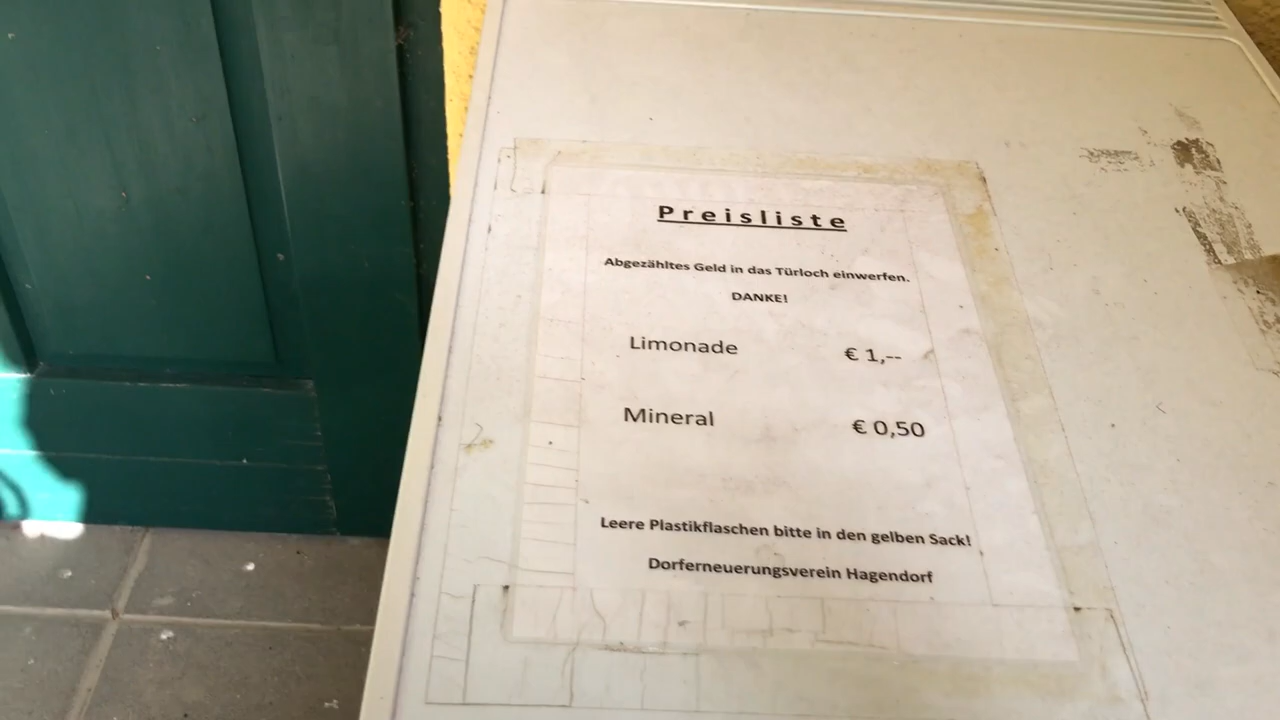 Preisliste
Abgezähltes Geld in das Türloch einwerfen.
DANKE!
Limonade € 1,--
Mineral € 0,50
Leere Plastikflaschen bitte in den gelben Sack!
Dorferneuerungsverein Hagendorf